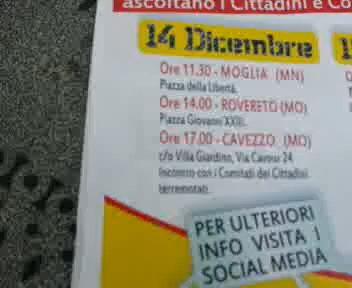 ascoltano i Cittadini e Co
14 Dicembre
Ore 11.30 - MOGLIA (MN)
Piazza della Libertà.
Ore 14.00 - ROVERETO (MO)
Piazza Giovanni XXIII.
Ore 17.00 - CAVEZZO (MO)
c/o Villa Giardino, Via Cavour 24
Incontro con i Comitati dei Cittadini
terremotati.
PER ULTERIORI
INFO VISITA I
SOCIAL MEDIA